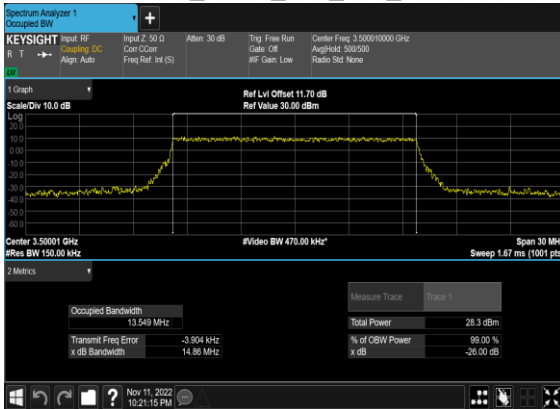 Spectrum Analyzer 1
Occupied BW
KEYSIGHT
R T
LXI
Input: RF
Coupling: DC
Align: Auto
Input Z: 50 Ω
Corr CCorr
Freq Ref: Int (S)
Atten: 30 dB
Trig: Free Run
Gate: Off
#IF Gain: Low
Center Freq: 3.500010000 GHz
Avg|Hold: 500/500
Radio Std: None
1 Graph
Scale/Div 10.0 dB
Ref Lvl Offset 11.70 dB
Ref Value 30.00 dBm
Log
20.0
10.0
0.00
-10.0
-20.0
-30.0
-40.0
-50.0
-60.0
Center 3.50001 GHz
#Res BW 150.00 kHz
#Video BW 470.00 kHz*
Span 30 MH
Sweep 1.67 ms (1001 pts
2 Metrics
Measure Trace Trace 1
Occupied Bandwidth
13.549 MHz
Total Power 28.3 dBm
Transmit Freq Error -3.904 kHz
x dB Bandwidth 14.86 MHz
% of OBW Power 99.00 %
x dB -26.00 dB
?
Nov 11, 2022
10:21:15 PM